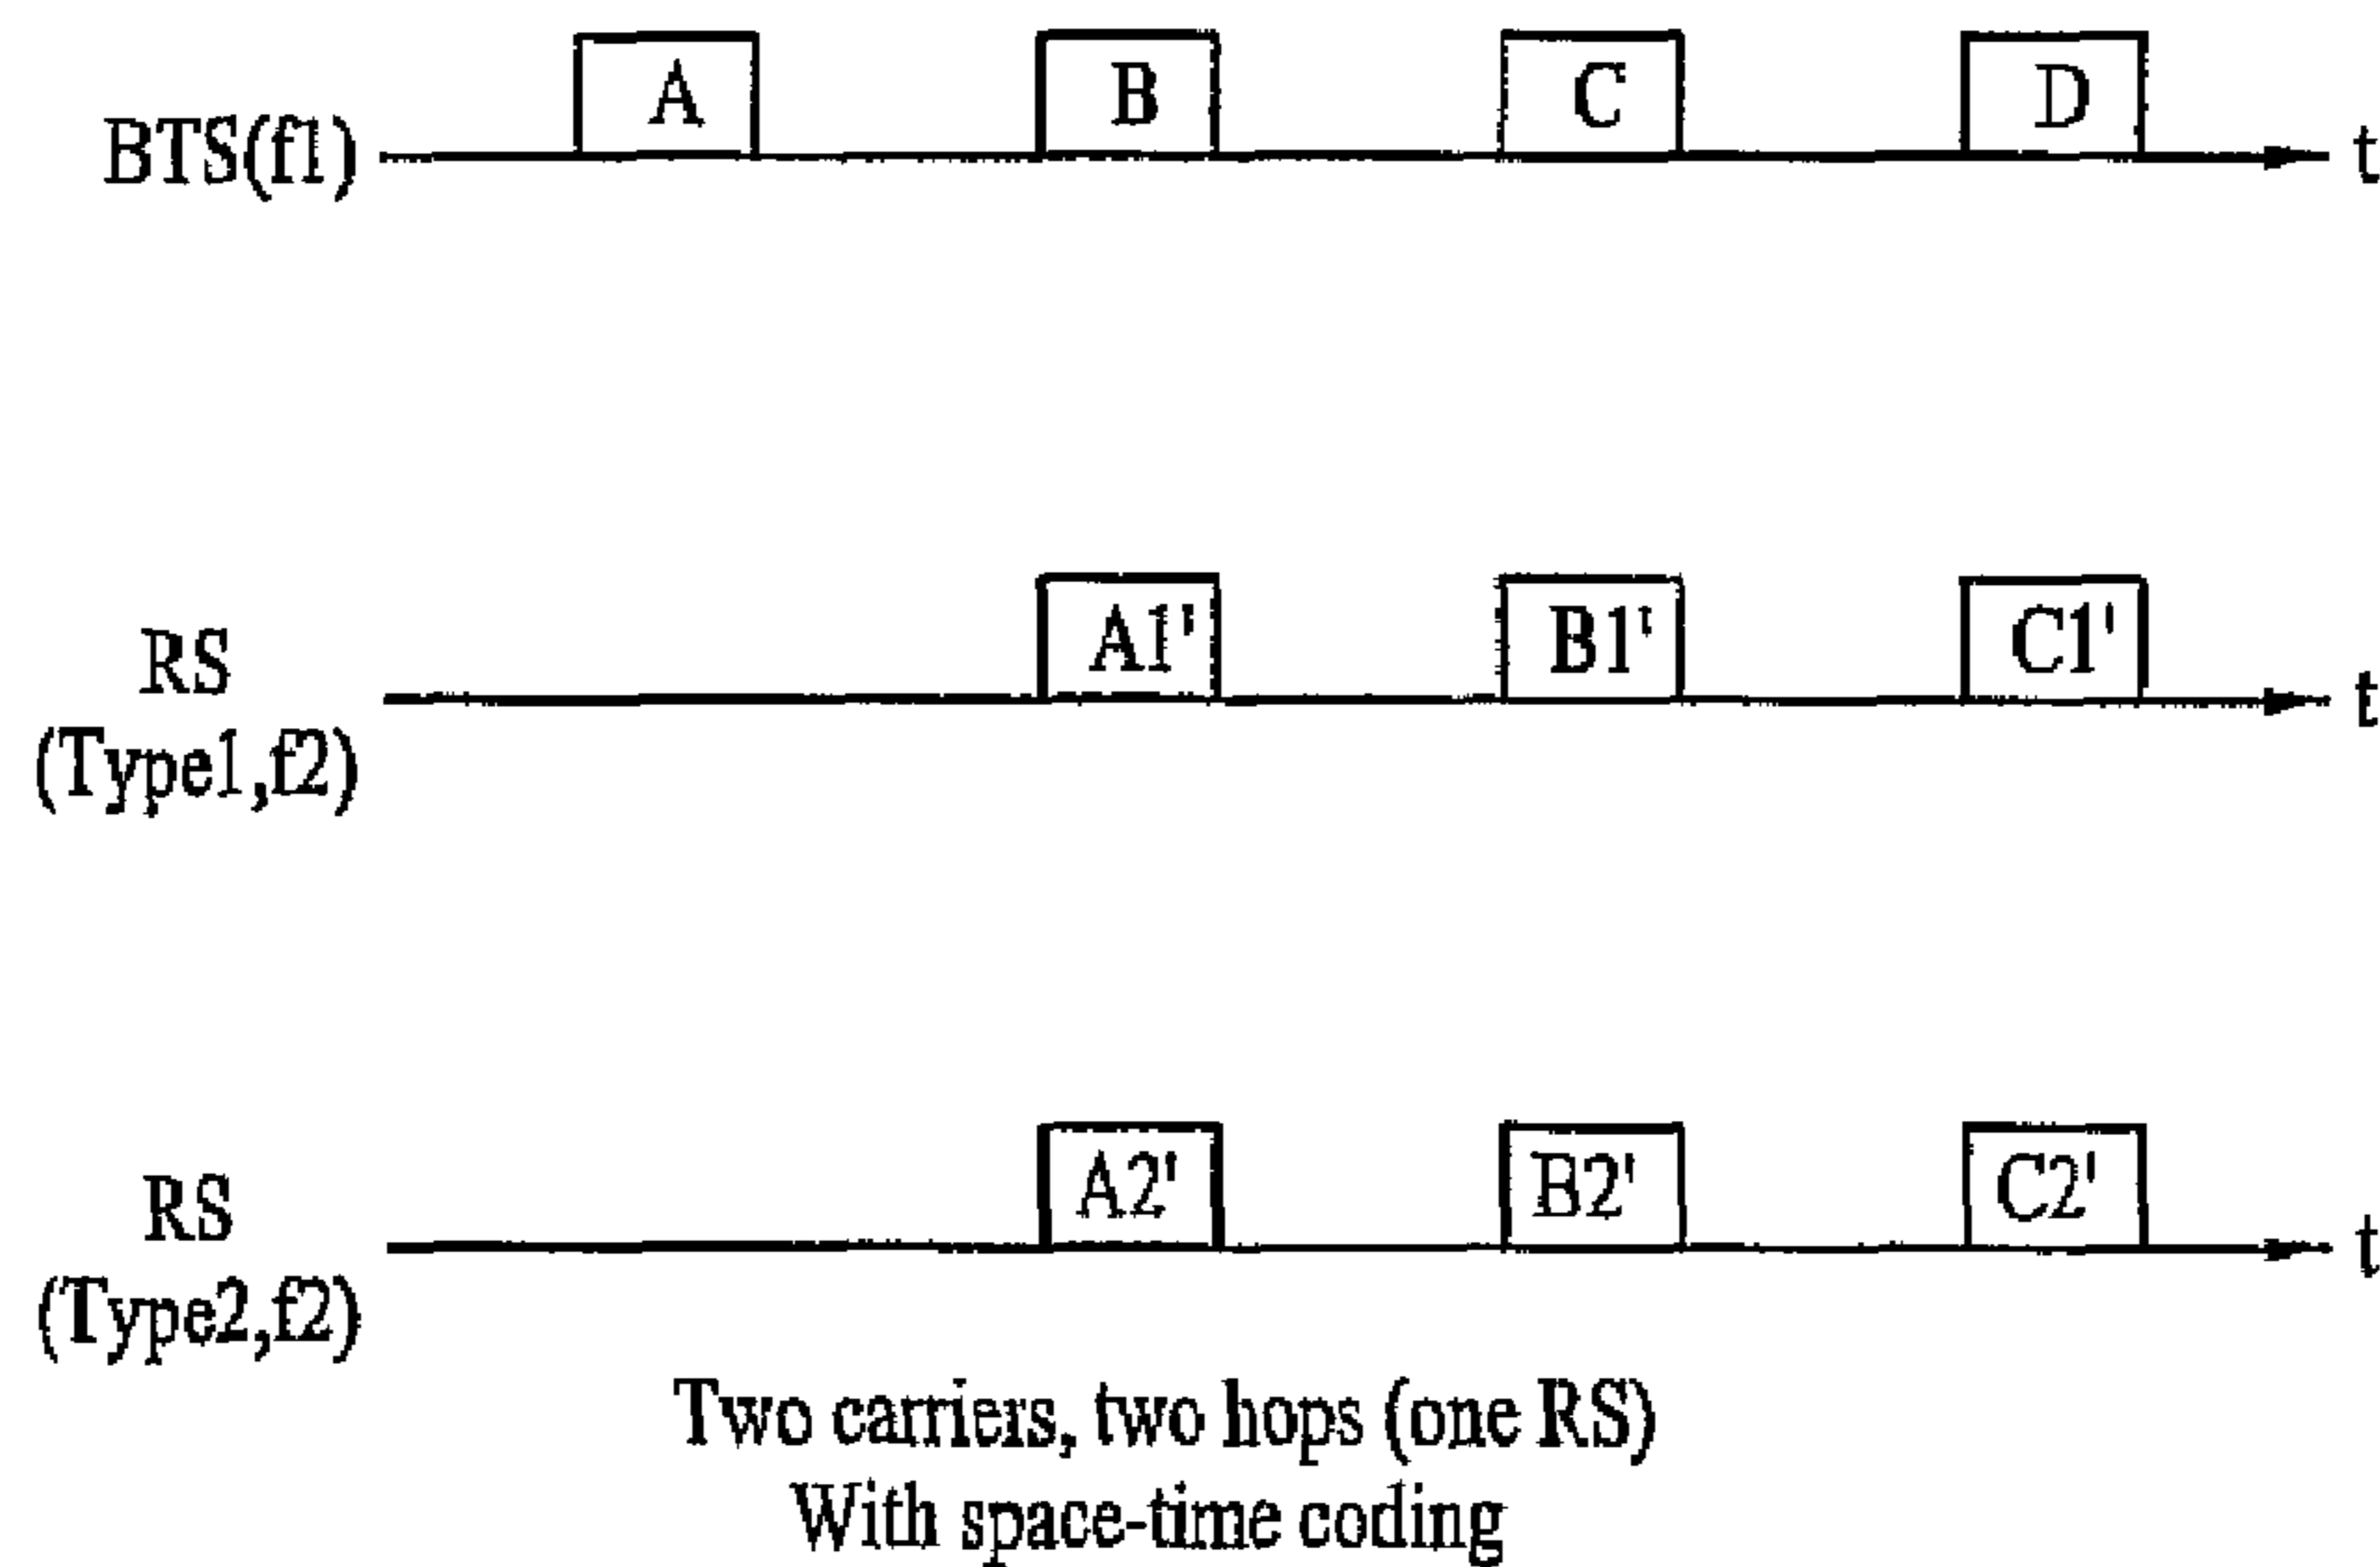 A B C D
BTS(f1) t
A1' B1' C1'
RS t
(Type1,f2)
A2' B2' C2'
RS t
(Type2,f2)
Two carriers, two hops (one RS)
With space-time coding